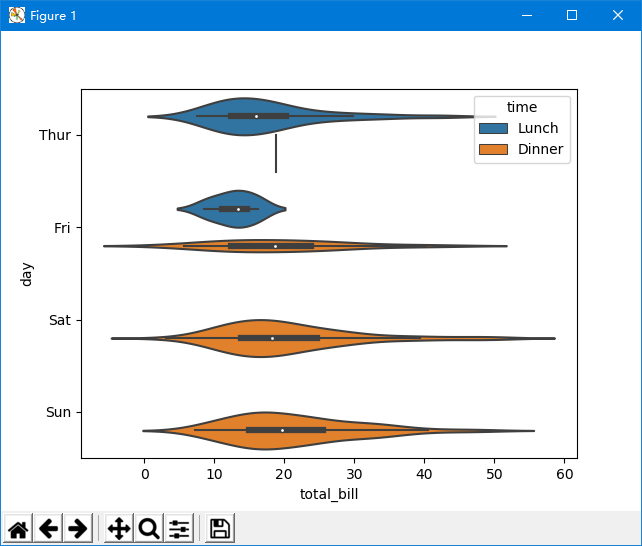 Figure 1
time
Lunch
Dinner
Thur
Fri
Sat
Sun
day
0 10 20 30 40 50 60
total_bill